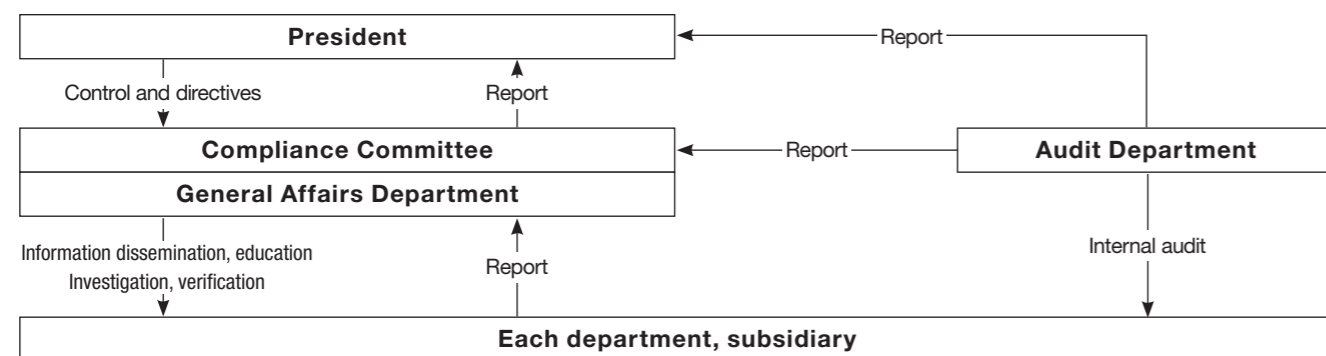 President
Report
Control and directives
Report
Compliance Committee
Report
Audit Department
General Affairs Department
Information dissemination, education
Investigation, verification
Report
Internal audit
Each department, subsidiary